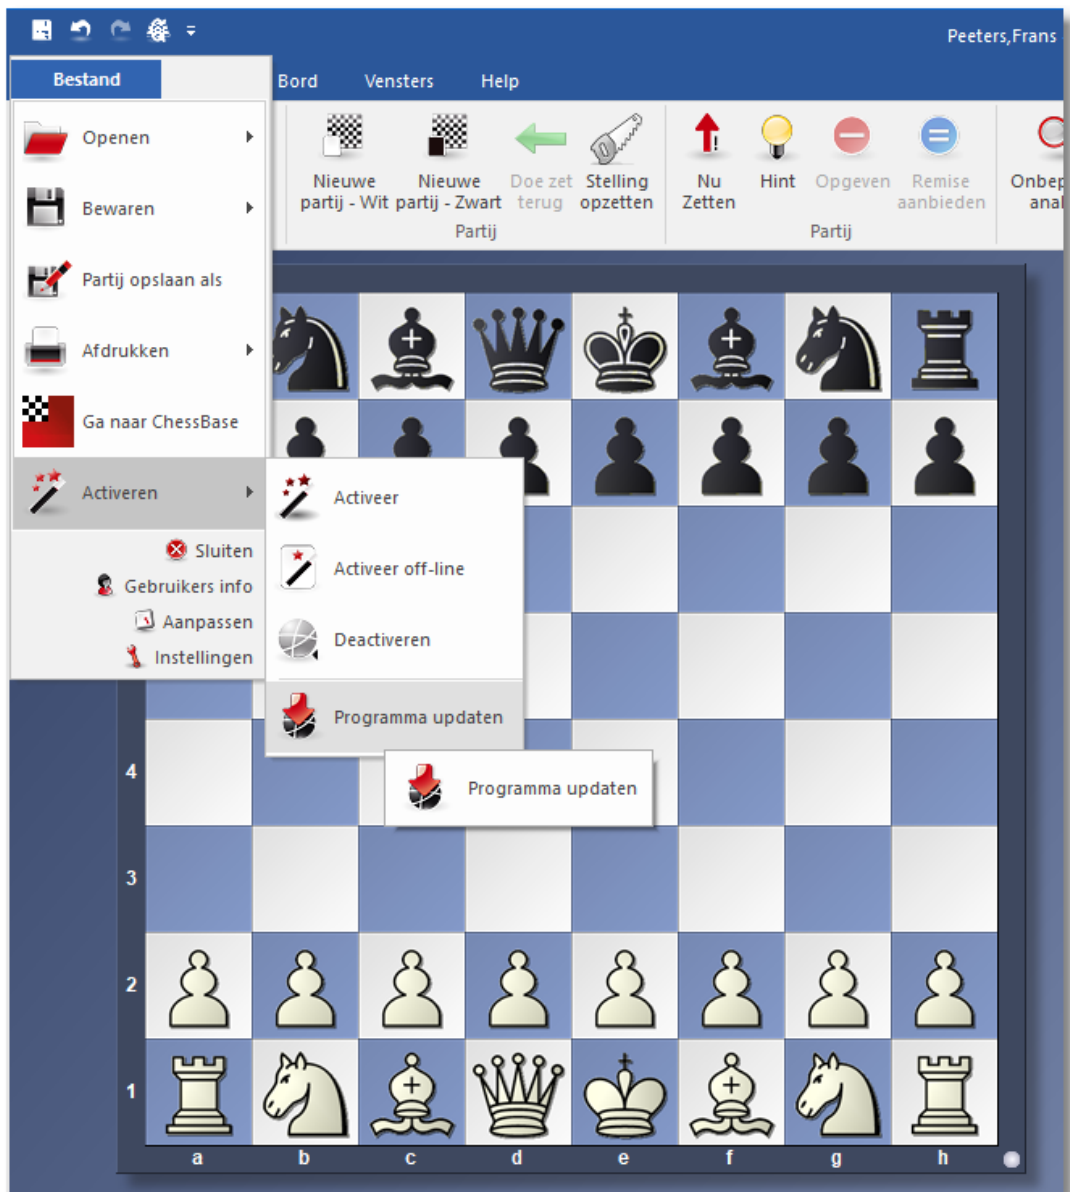 Peeters,Frans
Bestand
Bord
Vensters
Help
Openen
Bewaren
Partij opslaan als
Afdrukken
Ga naar ChessBase
Activeren
Sluiten
Gebruikers info
Aanpassen
Instellingen
Nieuwe
partij - Wit
Nieuwe
partij - Zwart
Doe zet
terug
Stelling
opzetten
Partij
Nu
Zetten
Hint
Opgeven
Remise
aanbieden
Partij
Onbep
anal
Activeer
Activeer off-line
Deactiveren
Programma updaten
Programma updaten
4
3
2
1
a b c d e f g h